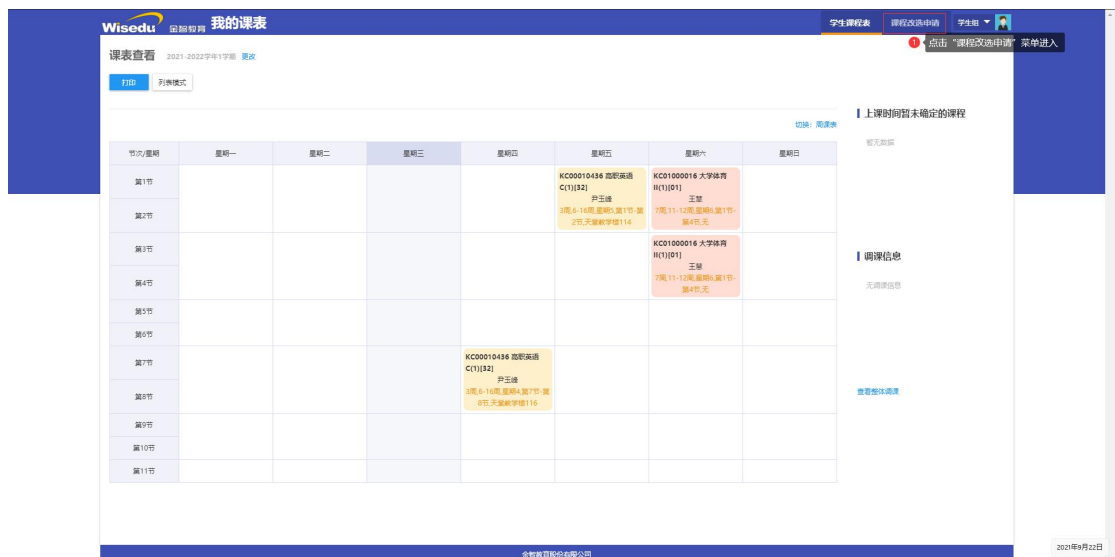 Wisedu 金智教育 我的课表
学生课程表 课程改选申请 学生组
1 点击“课程改选申请”菜单进入
课表查看 2021-2022学年1学期 更改
打印 列表模式
切换：周课表
节次/星期 星期一 星期二 星期三 星期四 星期五 星期六 星期日
第1节
第2节
第3节
第4节
第5节
第6节
第7节
第8节
第9节
第10节
第11节
KC00010436 高职英语
C(1)[32]
尹玉峰
3周,6-16周,星期5,第1节-第
2节,天堂教学楼114
KC01000016 大学体育
II(1)[01]
王慧
7周,11-12周,星期6,第1节-
第4节,无
KC01000016 大学体育
II(1)[01]
王慧
7周,11-12周,星期6,第1节-
第4节,无
KC00010436 高职英语
C(1)[32]
尹玉峰
3周,6-16周,星期4,第7节-第
8节,天堂教学楼116
上课时间暂未确定的课程
暂无数据
调课信息
无调课信息
查看整体调课
金智教育股份有限公司
2021年9月22日